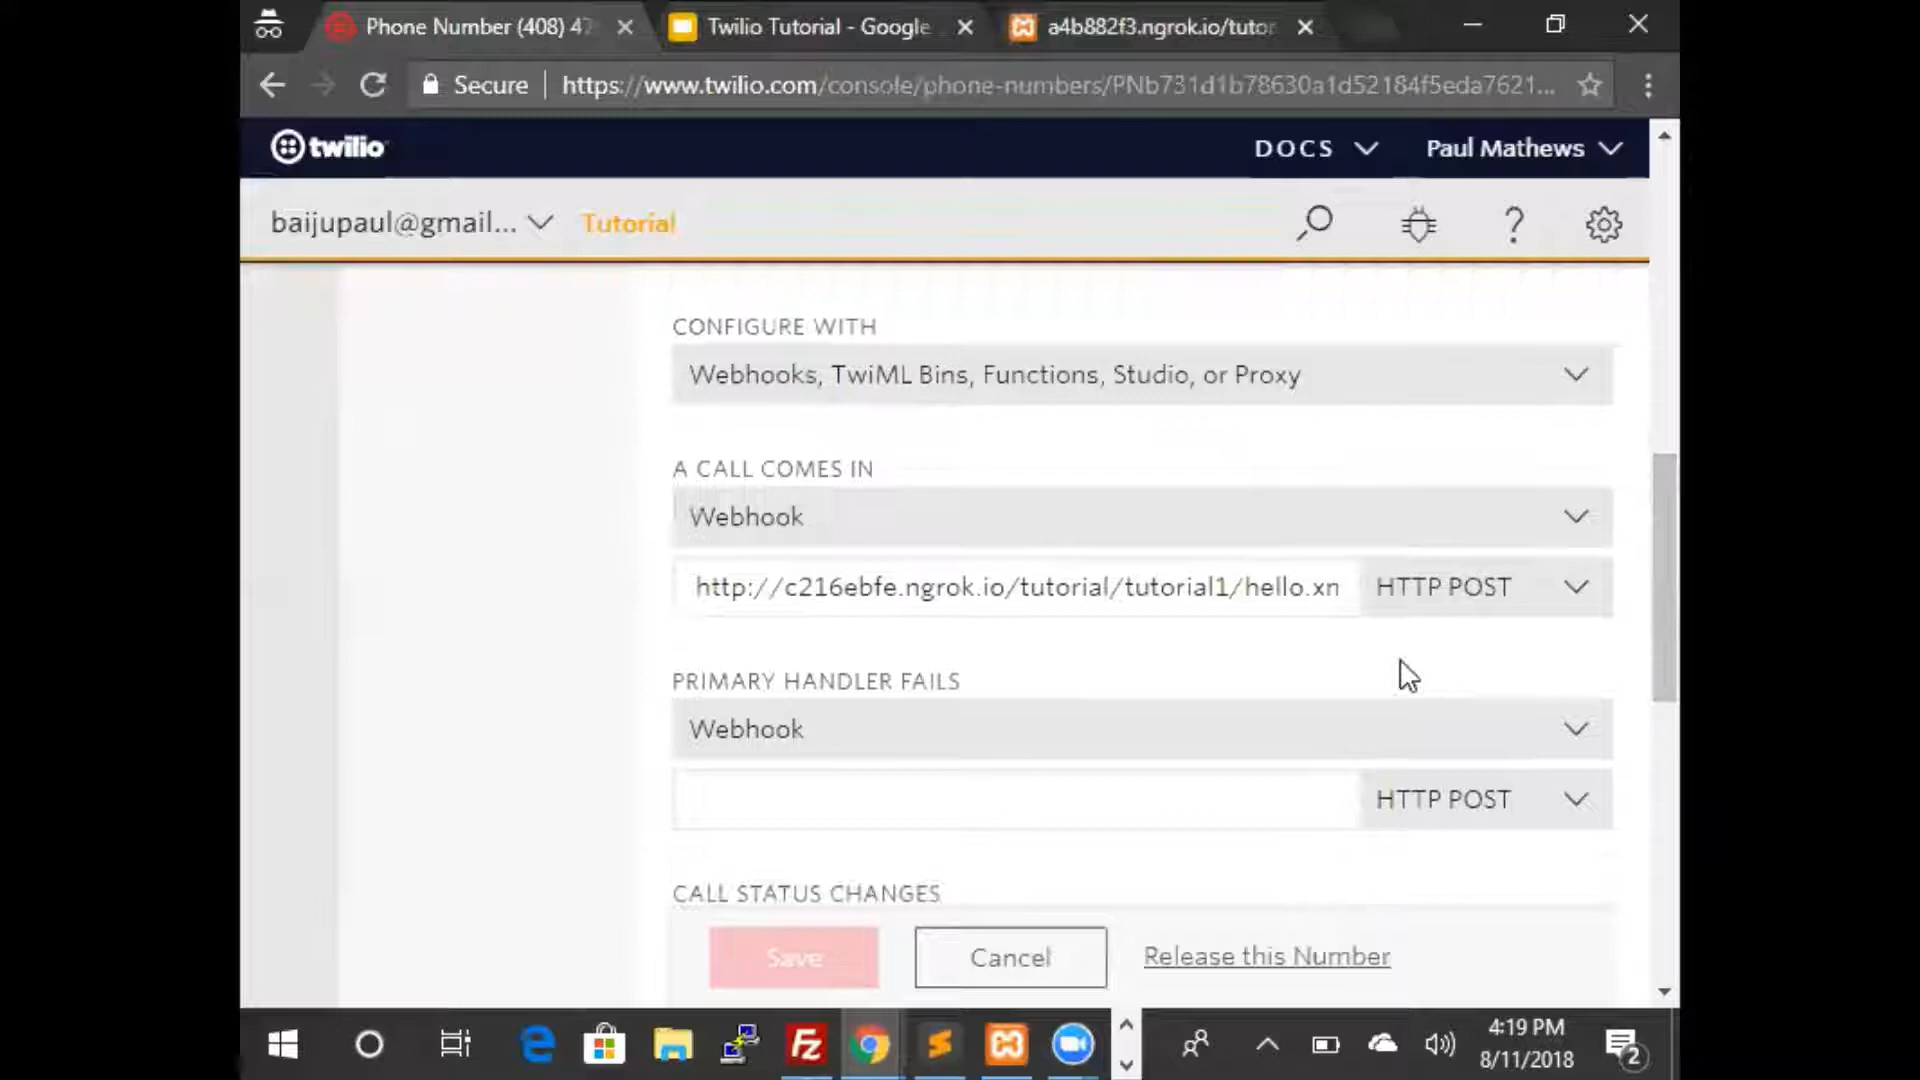 Phone Number (408) 47
Twilio Tutorial - Google
a4b882f3.ngrok.io/tutor
Secure
https://www.twilio.com/console/phone-numbers/PNb731d1b78630a1d52184f5eda7621...
twilio
DOCS
Paul Mathews
baijupaul@gmail...
Tutorial
CONFIGURE WITH
Webhooks, TwiML Bins, Functions, Studio, or Proxy
A CALL COMES IN
Webhook
http://c216ebfe.ngrok.io/tutorial/tutorial1/hello.xn
HTTP POST
PRIMARY HANDLER FAILS
Webhook
HTTP POST
CALL STATUS CHANGES
Save
Cancel
Release this Number
4:19 PM
8/11/2018
2